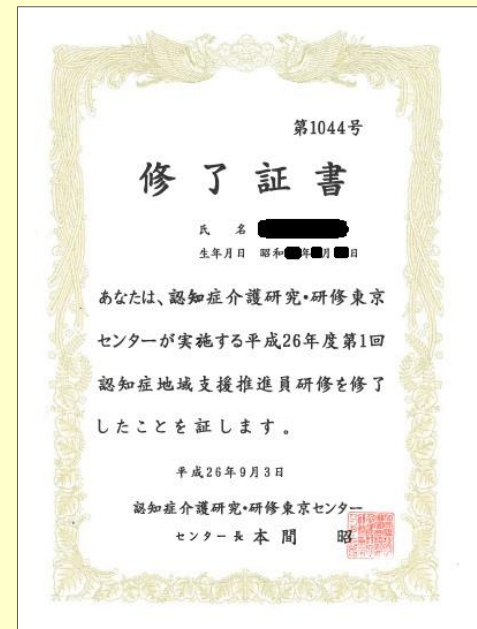 第1044号
修了証書
氏 名
生年月日 昭和 年 月 日
あなたは、認知症介護研究・研修東京
センターが実施する平成26年度第1回
認知症地域支援推進員研修を修了
したことを証します。
平成26年9月3日
認知症介護研究・研修東京センター
センター長 本間 昭